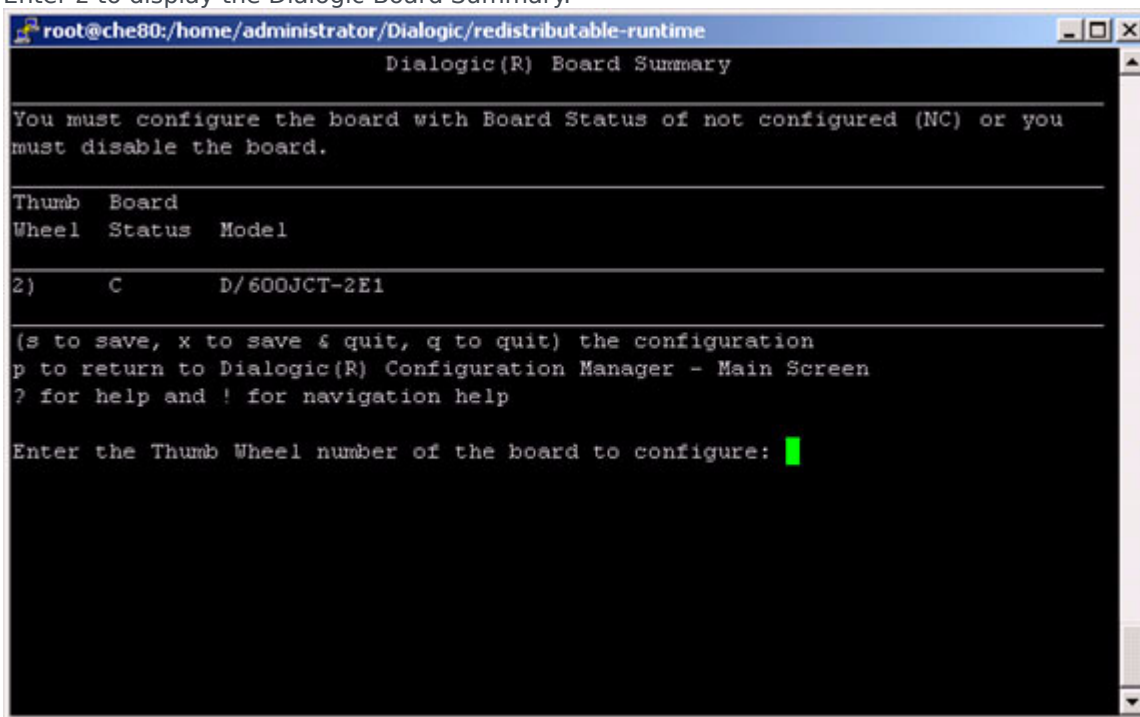 Enter 2 to display the Dialogic Board Summary.
root@che80:/home/administrator/Dialogic/redistributable-runtime
Dialogic(R) Board Summary
You must configure the board with Board Status of not configured (NC) or you
must disable the board.
Thumb Board
Wheel Status Model
2) C D/600JCT-2E1
(s to save, x to save & quit, q to quit) the configuration
p to return to Dialogic(R) Configuration Manager - Main Screen
? for help and ! for navigation help
Enter the Thumb Wheel number of the board to configure: